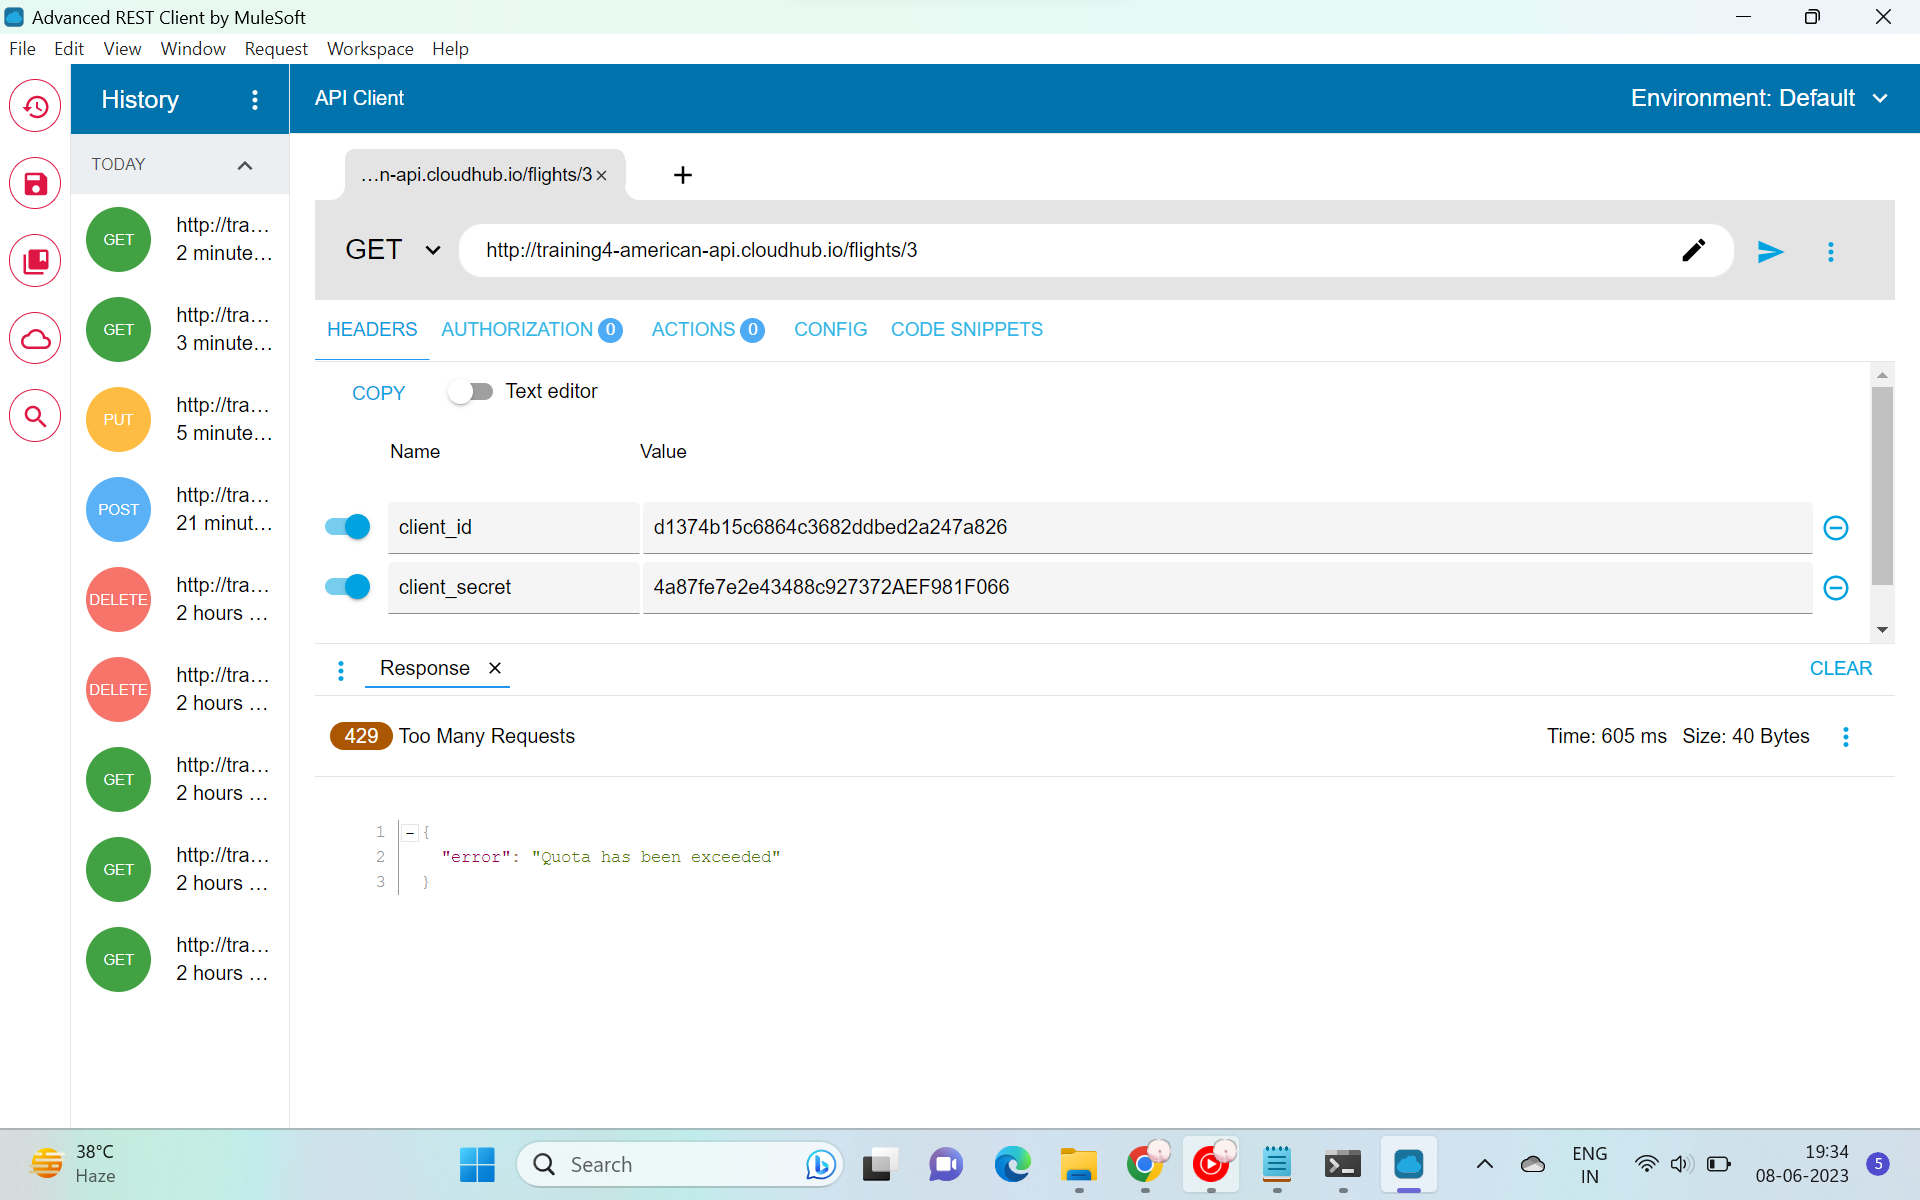 Advanced REST Client by MuleSoft
File Edit View Window Request Workspace Help
History
API Client
Environment: Default
TODAY
GET http://tra...
2 minute...
GET http://tra...
3 minute...
PUT http://tra...
5 minute...
POST http://tra...
21 minut...
DELETE http://tra...
2 hours ...
DELETE http://tra...
2 hours ...
GET http://tra...
2 hours ...
GET http://tra...
2 hours ...
GET http://tra...
2 hours ...
...n-api.cloudhub.io/flights/3 × +
GET http://training4-american-api.cloudhub.io/flights/3
HEADERS AUTHORIZATION 0 ACTIONS 0 CONFIG CODE SNIPPETS
COPY Text editor
Name Value
client_id d1374b15c6864c3682ddbed2a247a826
client_secret 4a87fe7e2e43488c927372AEF981F066
Response × CLEAR
429 Too Many Requests Time: 605 ms Size: 40 Bytes
1 {
2 "error": "Quota has been exceeded"
3 }
38°C
Haze
Search
ENG
IN
19:34
08-06-2023
5